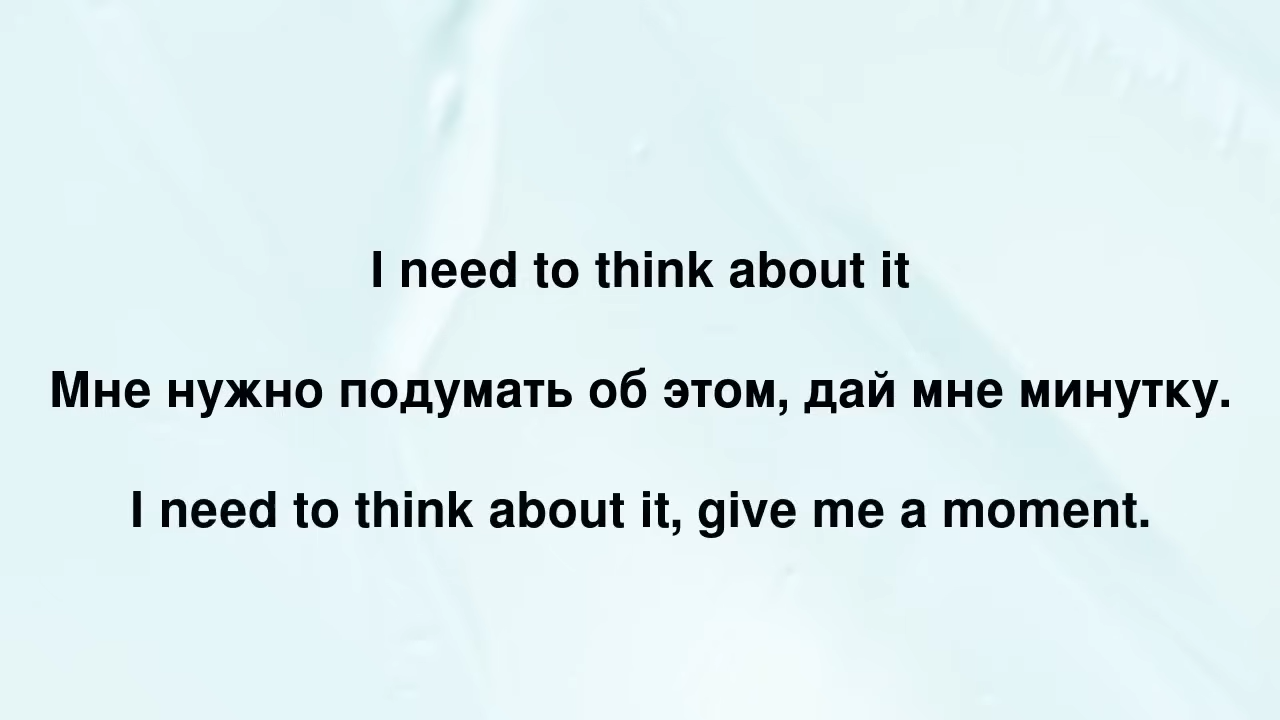 I need to think about it
Мне нужно подумать об этом, дай мне минутку.
I need to think about it, give me a moment.